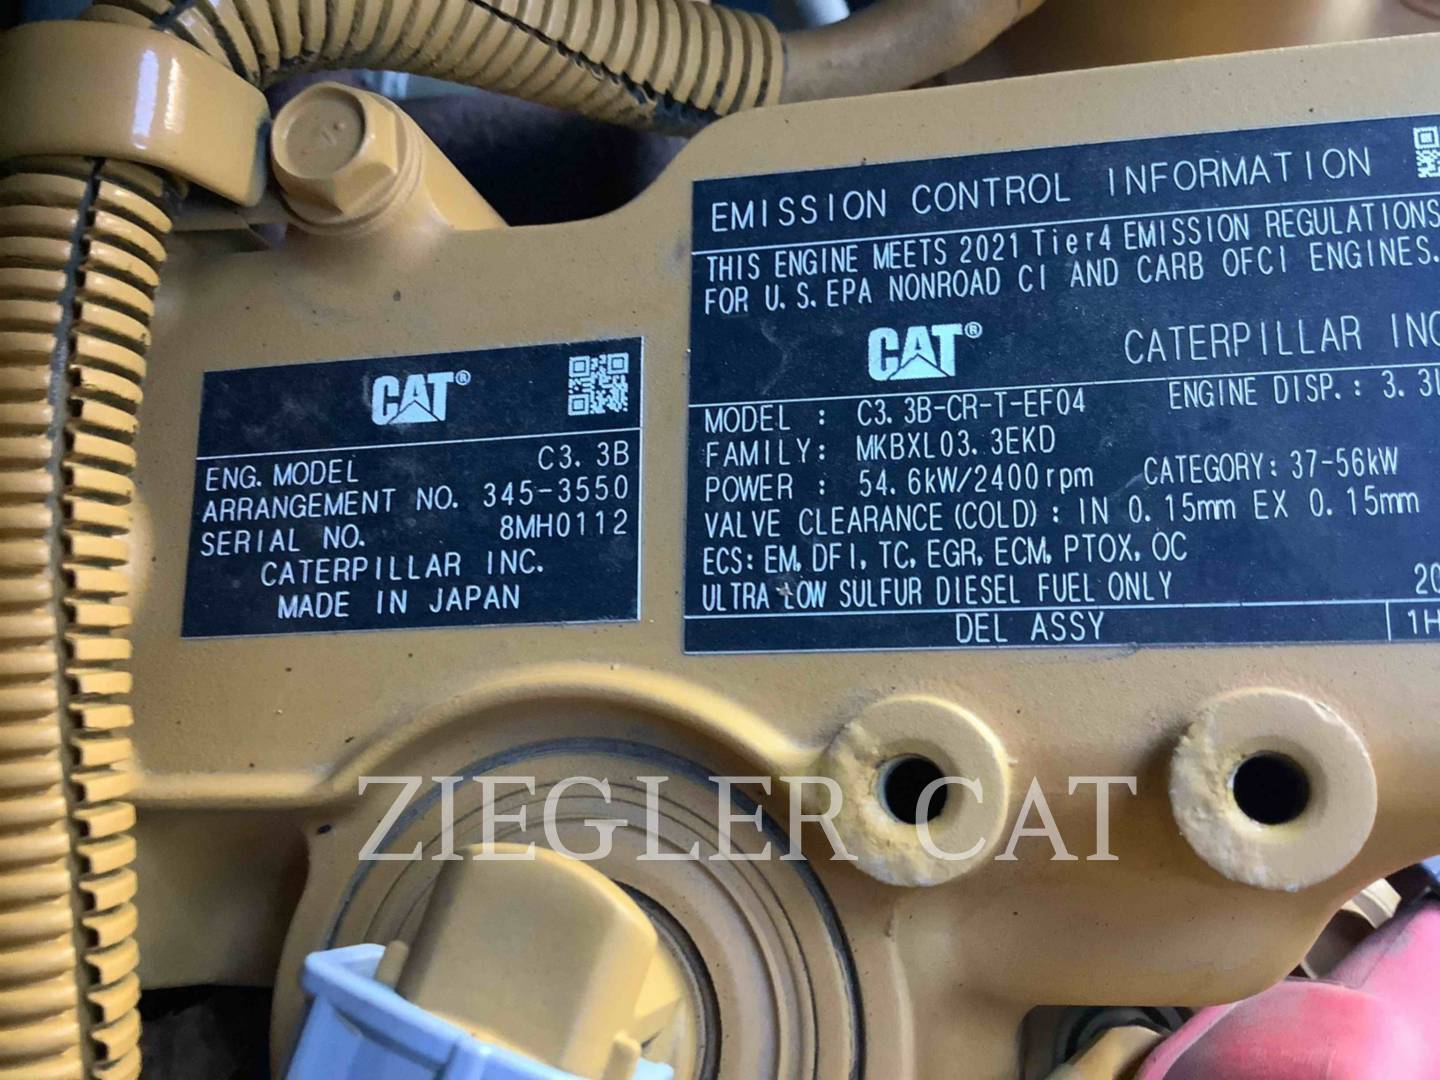 CAT®
ENG. MODEL C3.3B
ARRANGEMENT NO. 345-3550
SERIAL NO. 8MH0112
CATERPILLAR INC.
MADE IN JAPAN
EMISSION CONTROL INFORMATION
THIS ENGINE MEETS 2021 Tier4 EMISSION REGULATIONS
FOR U.S.EPA NONROAD CI AND CARB OFCI ENGINES.
CAT® CATERPILLAR INC
MODEL : C3.3B-CR-T-EF04 ENGINE DISP.: 3.3
FAMILY: MKBXL03.3EKD
POWER : 54.6kW/2400rpm CATEGORY: 37-56kW
VALVE CLEARANCE (COLD) : IN 0.15mm EX 0.15mm
ECS: EM, DFI, TC, EGR, ECM, PTOX, OC
ULTRA LOW SULFUR DIESEL FUEL ONLY 20
DEL ASSY 1H
ZIEGLER CAT